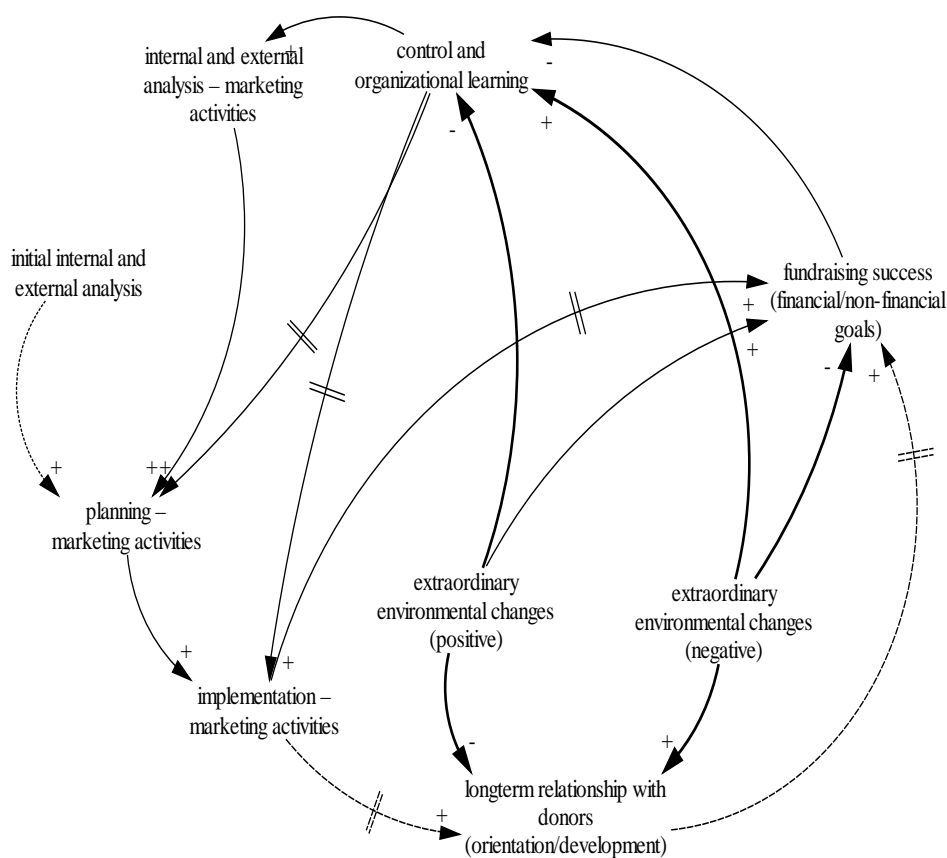 internal and external
analysis – marketing
activities
+
control and
organizational learning
-
-
+
initial internal and
external analysis
fundraising success
(financial/non-financial
goals)
+
+
-
+
+
++
planning –
marketing activities
extraordinary
environmental changes
(positive)
extraordinary
environmental changes
(negative)
+
+
implementation –
marketing activities
-
+
longterm relationship with
donors
(orientation/development)
+